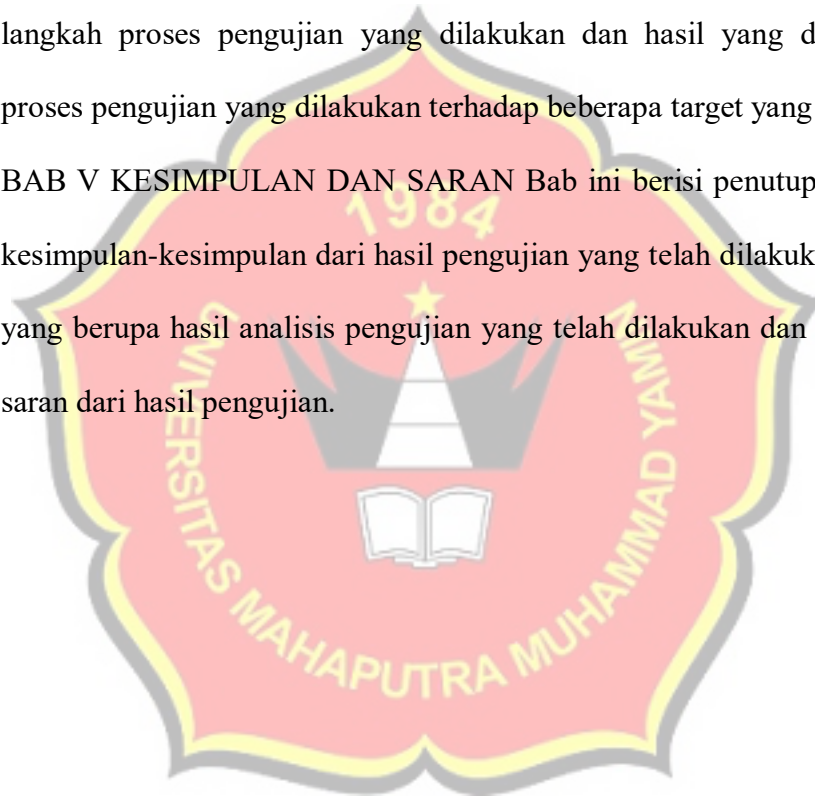 langkah proses pengujian yang dilakukan dan hasil yang d
proses pengujian yang dilakukan terhadap beberapa target yang
BAB V KESIMPULAN DAN SARAN Bab ini berisi penutup
kesimpulan-kesimpulan dari hasil pengujian yang telah dilakuk
yang berupa hasil analisis pengujian yang telah dilakukan dan
saran dari hasil pengujian.
1984
UNIVERSITAS MAHAPUTRA MUHAMMAD YAMIN